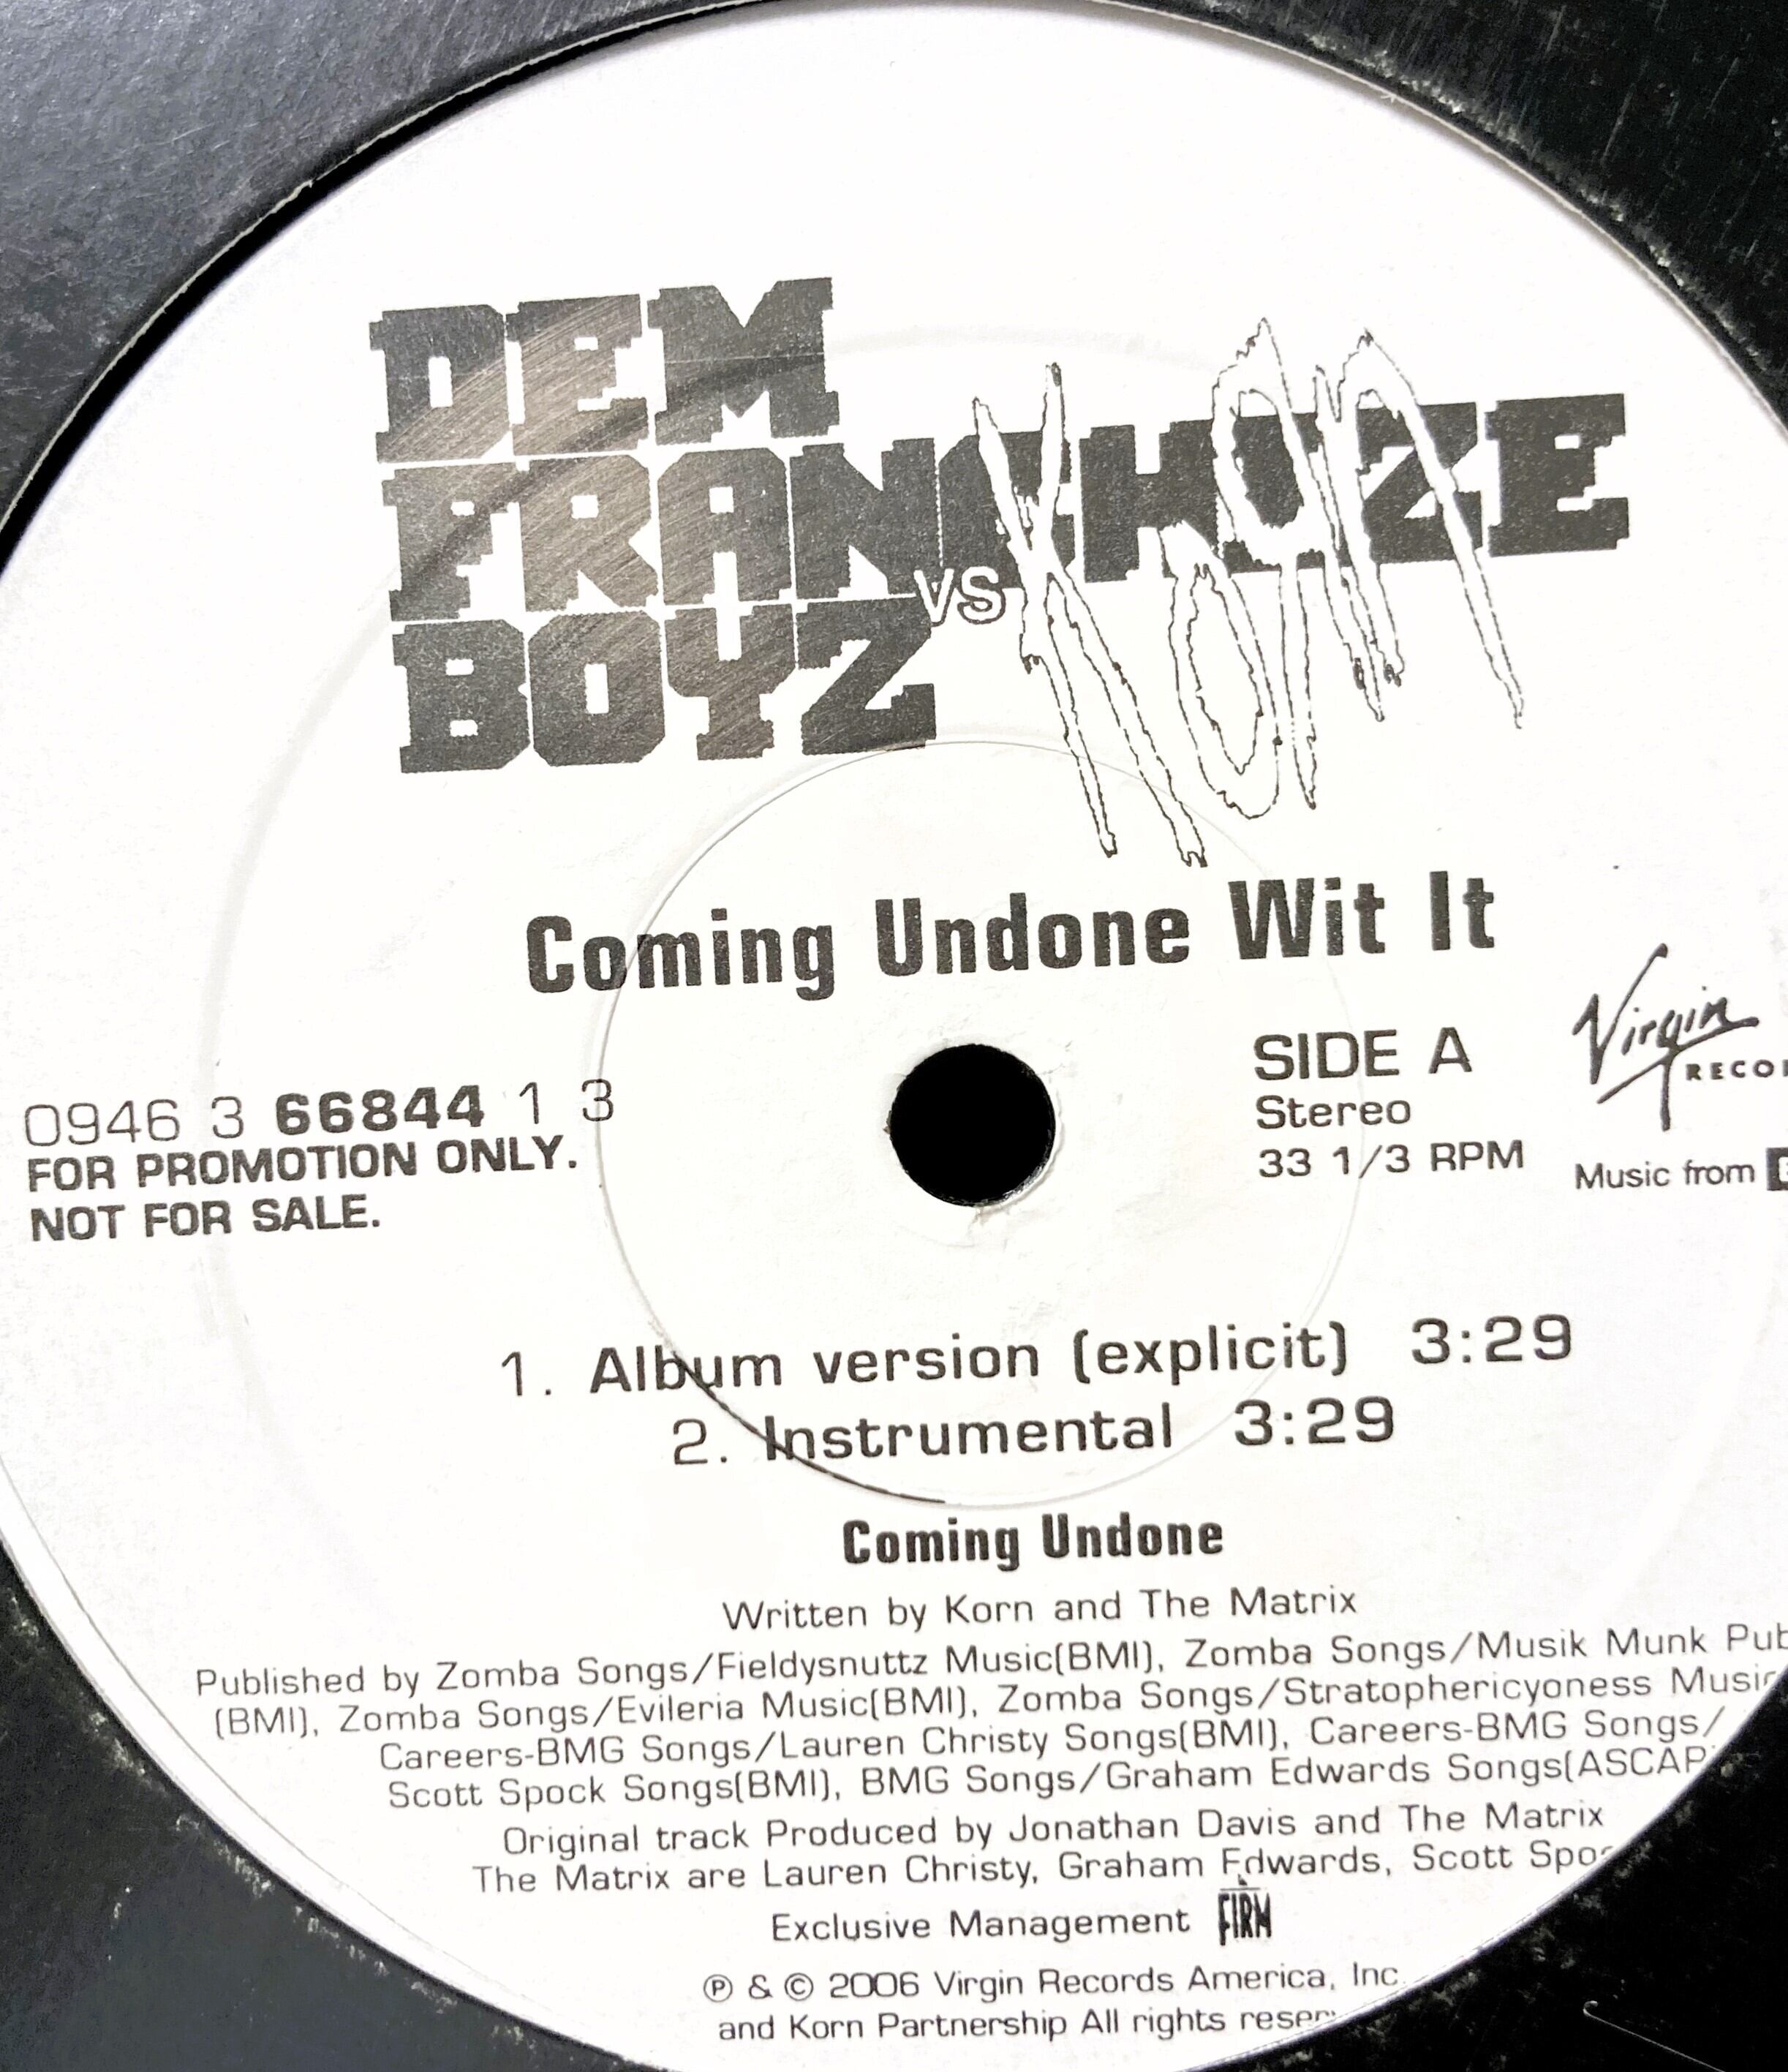 DEM
FRANCHIZE
BOYZ
vs
KoRn
Coming Undone Wit It
0946 3 66844 1 3
FOR PROMOTION ONLY.
NOT FOR SALE.
SIDE A
Stereo
33 1/3 RPM
Virgin
Music from
1. Album version (explicit) 3:29
2. Instrumental 3:29
Coming Undone
Written by Korn and The Matrix
Published by Zomba Songs/Fieldysnuttz Music(BMI), Zomba Songs/Musik Munk Pub
(BMI), Zomba Songs/Evileria Music(BMI), Zomba Songs/Stratophericyoness Music
Careers-BMG Songs/Lauren Christy Songs(BMI), Careers-BMG Songs/
Scott Spock Songs(BMI), BMG Songs/Graham Edwards Songs(ASCAP
Original track Produced by Jonathan Davis and The Matrix
The Matrix are Lauren Christy, Graham Edwards, Scott
Exclusive Management FIRM
℗ & © 2006 Virgin Records America, Inc.
and Korn Partnership All rights